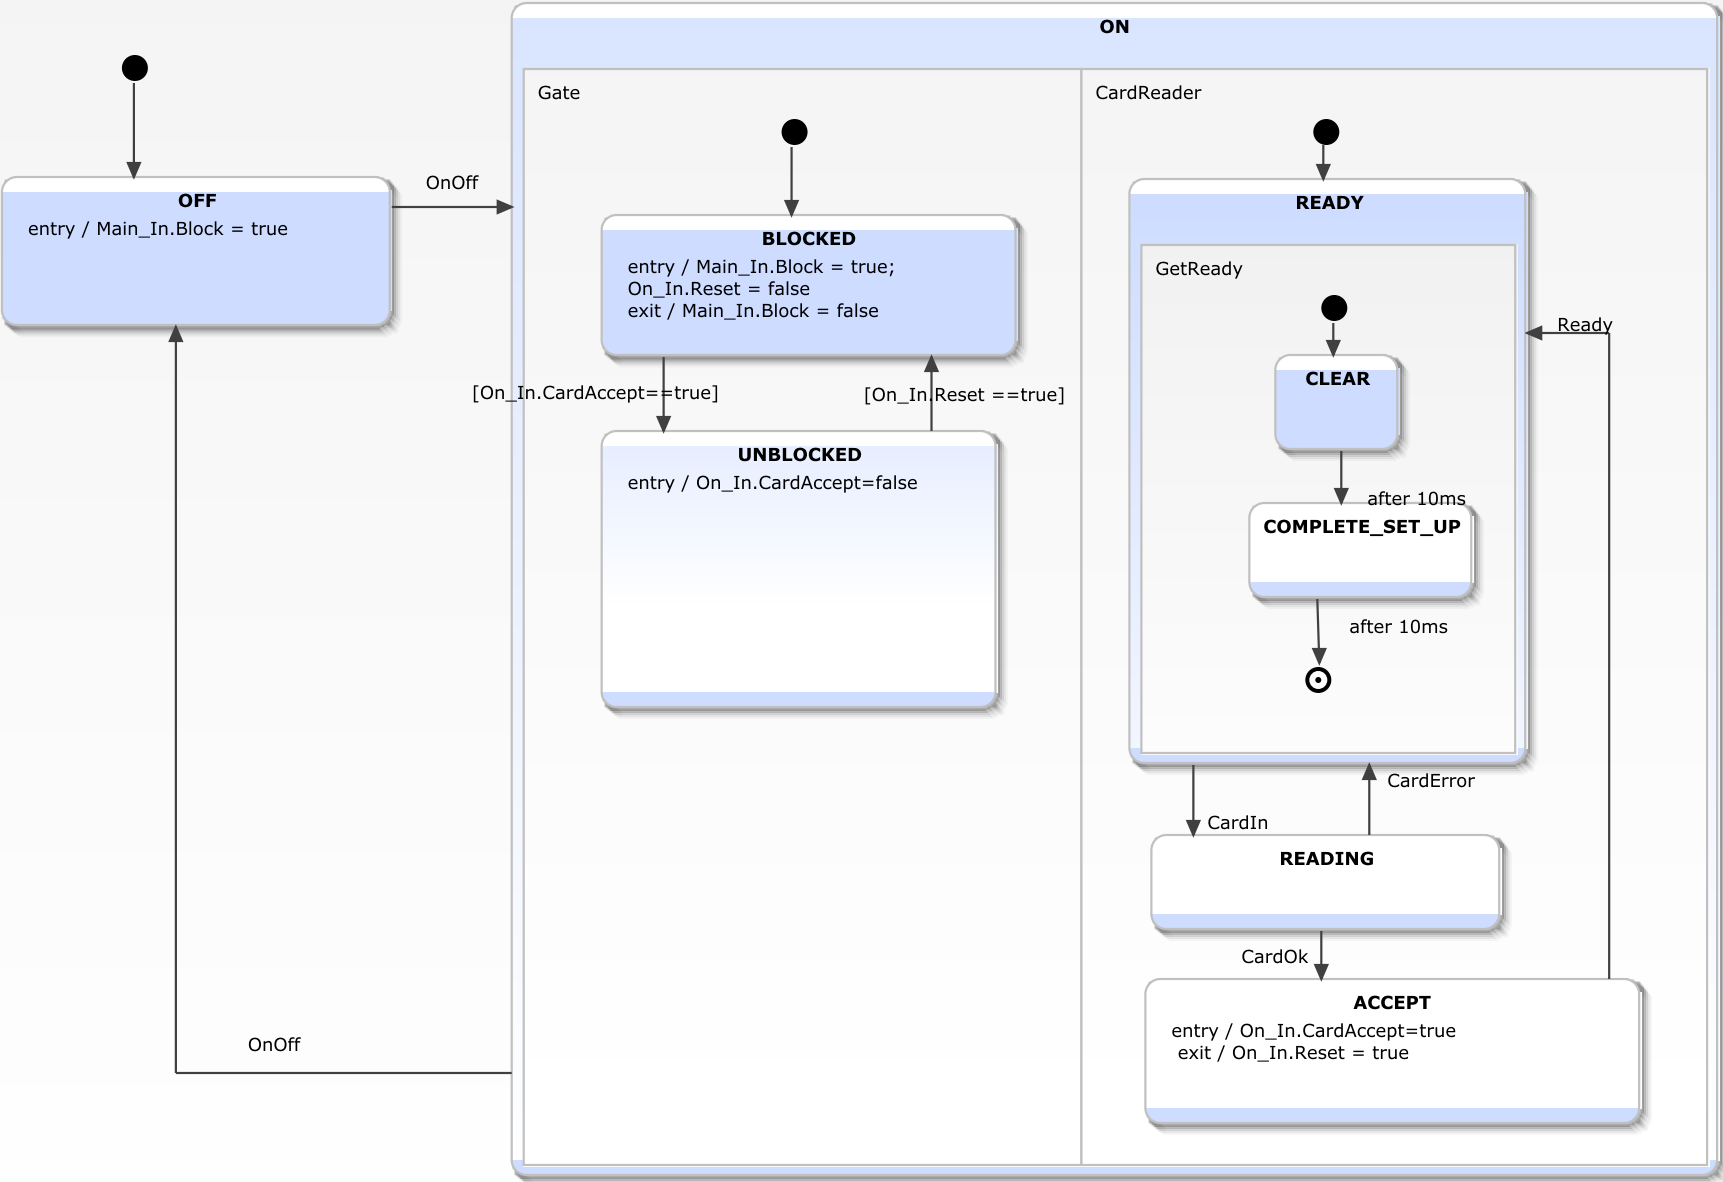 ON
Gate
CardReader
OFF
entry / Main_In.Block = true
OnOff
BLOCKED
entry / Main_In.Block = true;
On_In.Reset = false
exit / Main_In.Block = false
[On_In.CardAccept==true]
[On_In.Reset ==true]
UNBLOCKED
entry / On_In.CardAccept=false
READY
GetReady
CLEAR
after 10ms
COMPLETE_SET_UP
after 10ms
Ready
CardIn
CardError
READING
CardOk
ACCEPT
entry / On_In.CardAccept=true
exit / On_In.Reset = true
OnOff